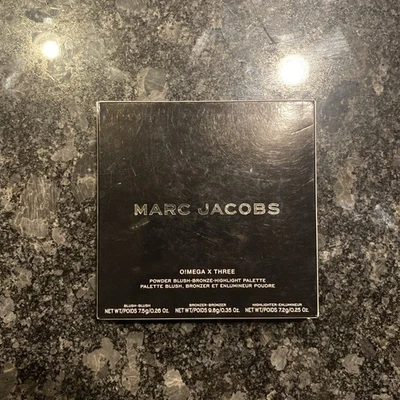 MARC JACOBS
O!MEGA X THREE
POWDER BLUSH-BRONZE-HIGHLIGHT PALETTE
PALETTE BLUSH, BRONZER ET ENLUMINEUR POUDRE
BLUSH-BLUSH BRONZER-BRONZER HIGHLIGHTER-ENLUMINEUR
NET WT/POIDS 7.5g/0.26 Oz. NET WT/POIDS 9.8g/0.35 Oz. NET WT/POIDS 7.2g/0.25 Oz.